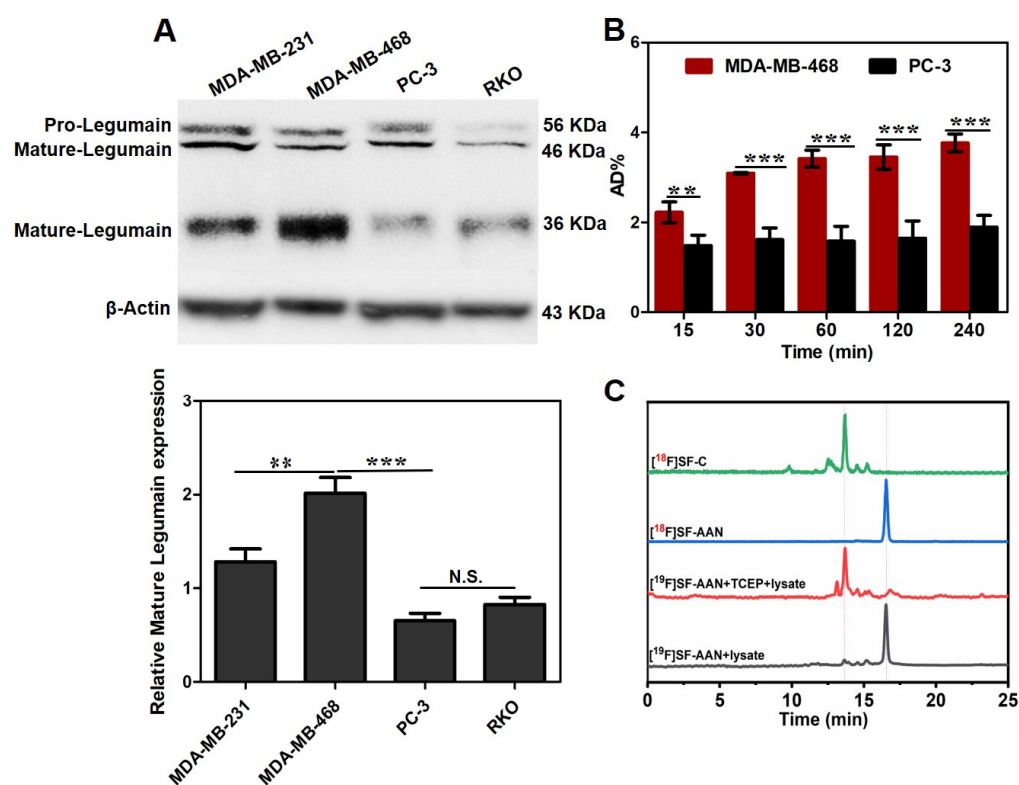 A
MDA-MB-231 MDA-MB-468 PC-3 RKO
Pro-Legumain 56 KDa
Mature-Legumain 46 KDa
Mature-Legumain 36 KDa
β-Actin 43 KDa
Relative Mature Legumain expression
3
2
1
0
** *** N.S.
MDA-MB-231 MDA-MB-468 PC-3 RKO
B
MDA-MB-468 PC-3
AD%
6
4
2
0
** *** *** *** ***
15 30 60 120 240
Time (min)
C
[18F]SF-C
[18F]SF-AAN
[19F]SF-AAN+TCEP+lysate
[19F]SF-AAN+lysate
0 5 10 15 20 25
Time (min)